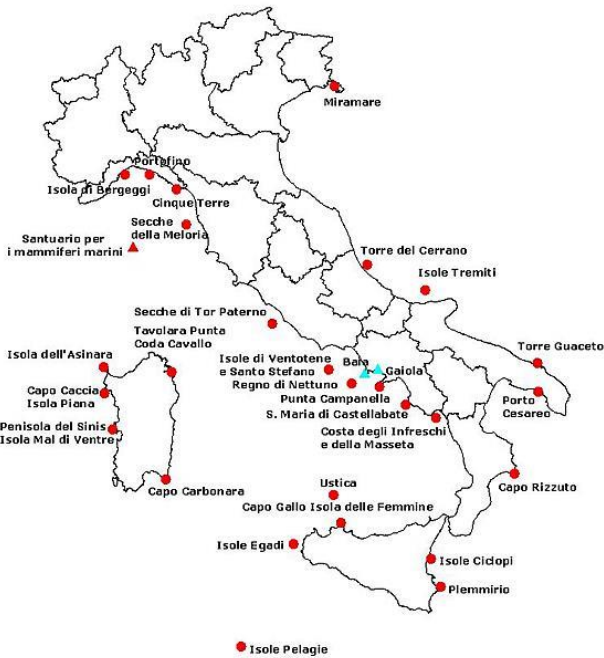 Miramare
Portofino
Isola di Bergeggi
Cinque Terre
Secche
della Meloria
Santuario per
i mammiferi marini
Torre del Cerrano
Isole Tremiti
Secche di Tor Paterno
Tavolara Punta
Coda Cavallo
Torre Guaceto
Isola dell'Asinara
Isole di Ventotene
e Santo Stefano
Baia
Gaiola
Regno di Nettuno
Capo Caccia
Isola Piana
Punta Campanella
Porto
Cesareo
S. Maria di Castellabate
Penisola del Sinis
Isola Mal di Ventre
Costa degli Infreschi
e della Masseta
Capo Carbonara
Ustica
Capo Rizzuto
Capo Gallo Isola delle Femmine
Isole Egadi
Isole Ciclopi
Plemmirio
Isole Pelagie